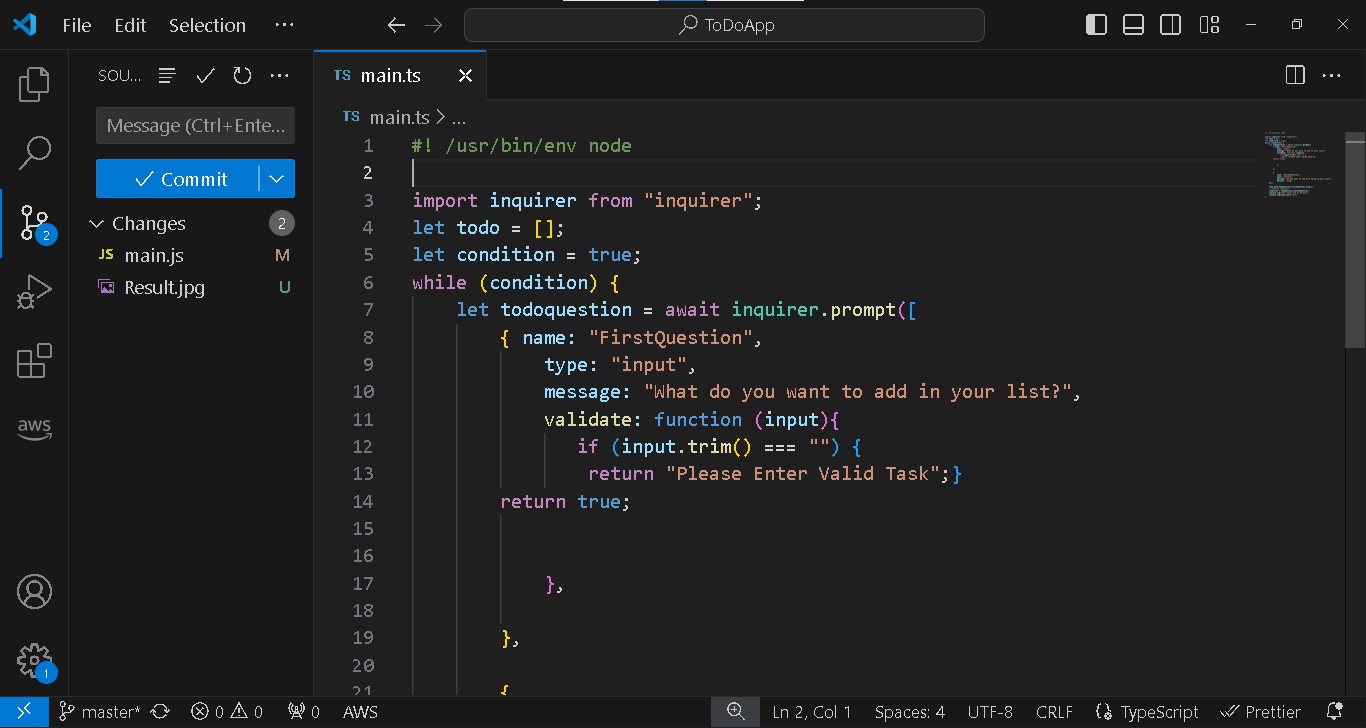 File Edit Selection ··· ToDoApp
SOU... ···
TS main.ts
Message (Ctrl+Ente...
Commit
Changes 2
JS main.js M
Result.jpg U
2
aws
1
TS main.ts > ...
1 #! /usr/bin/env node
2
3 import inquirer from "inquirer";
4 let todo = [];
5 let condition = true;
6 while (condition) {
7 let todoquestion = await inquirer.prompt([
8 { name: "FirstQuestion",
9 type: "input",
10 message: "What do you want to add in your list?",
11 validate: function (input){
12 if (input.trim() === "") {
13 return "Please Enter Valid Task";}
14 return true;
15
16
17 },
18
19 },
20
21 {
master* 0 0 0 AWS Ln 2, Col 1 Spaces: 4 UTF-8 CRLF {} TypeScript Prettier